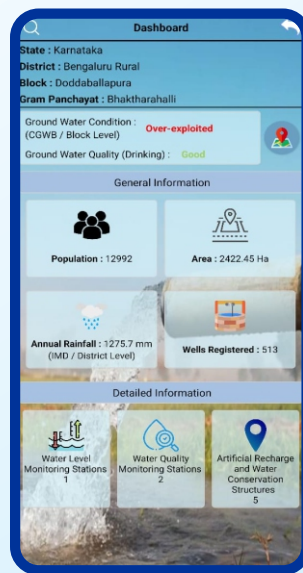 Dashboard
State : Karnataka
District : Bengaluru Rural
Block : Doddaballapura
Gram Panchayat : Bhaktharahalli
Ground Water Condition :
(CGWB / Block Level)
Over-exploited
Ground Water Quality (Drinking) : Good
General Information
Population : 12992
Area : 2422.45 Ha
Annual Rainfall : 1275.7 mm
(IMD / District Level)
Wells Registered : 513
Detailed Information
Water Level
Monitoring Stations
1
Water Quality
Monitoring Stations
2
Artificial Recharge
and Water
Conservation
Structures
5